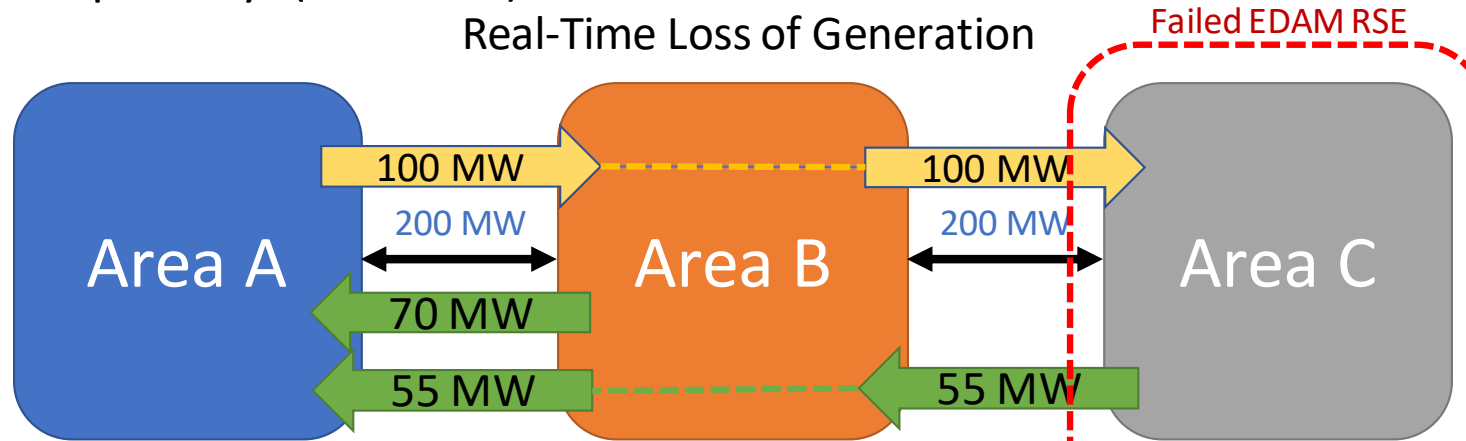 Real-Time Loss of Generation
Failed EDAM RSE
100 MW
100 MW
200 MW
200 MW
Area A
Area B
Area C
70 MW
55 MW
55 MW